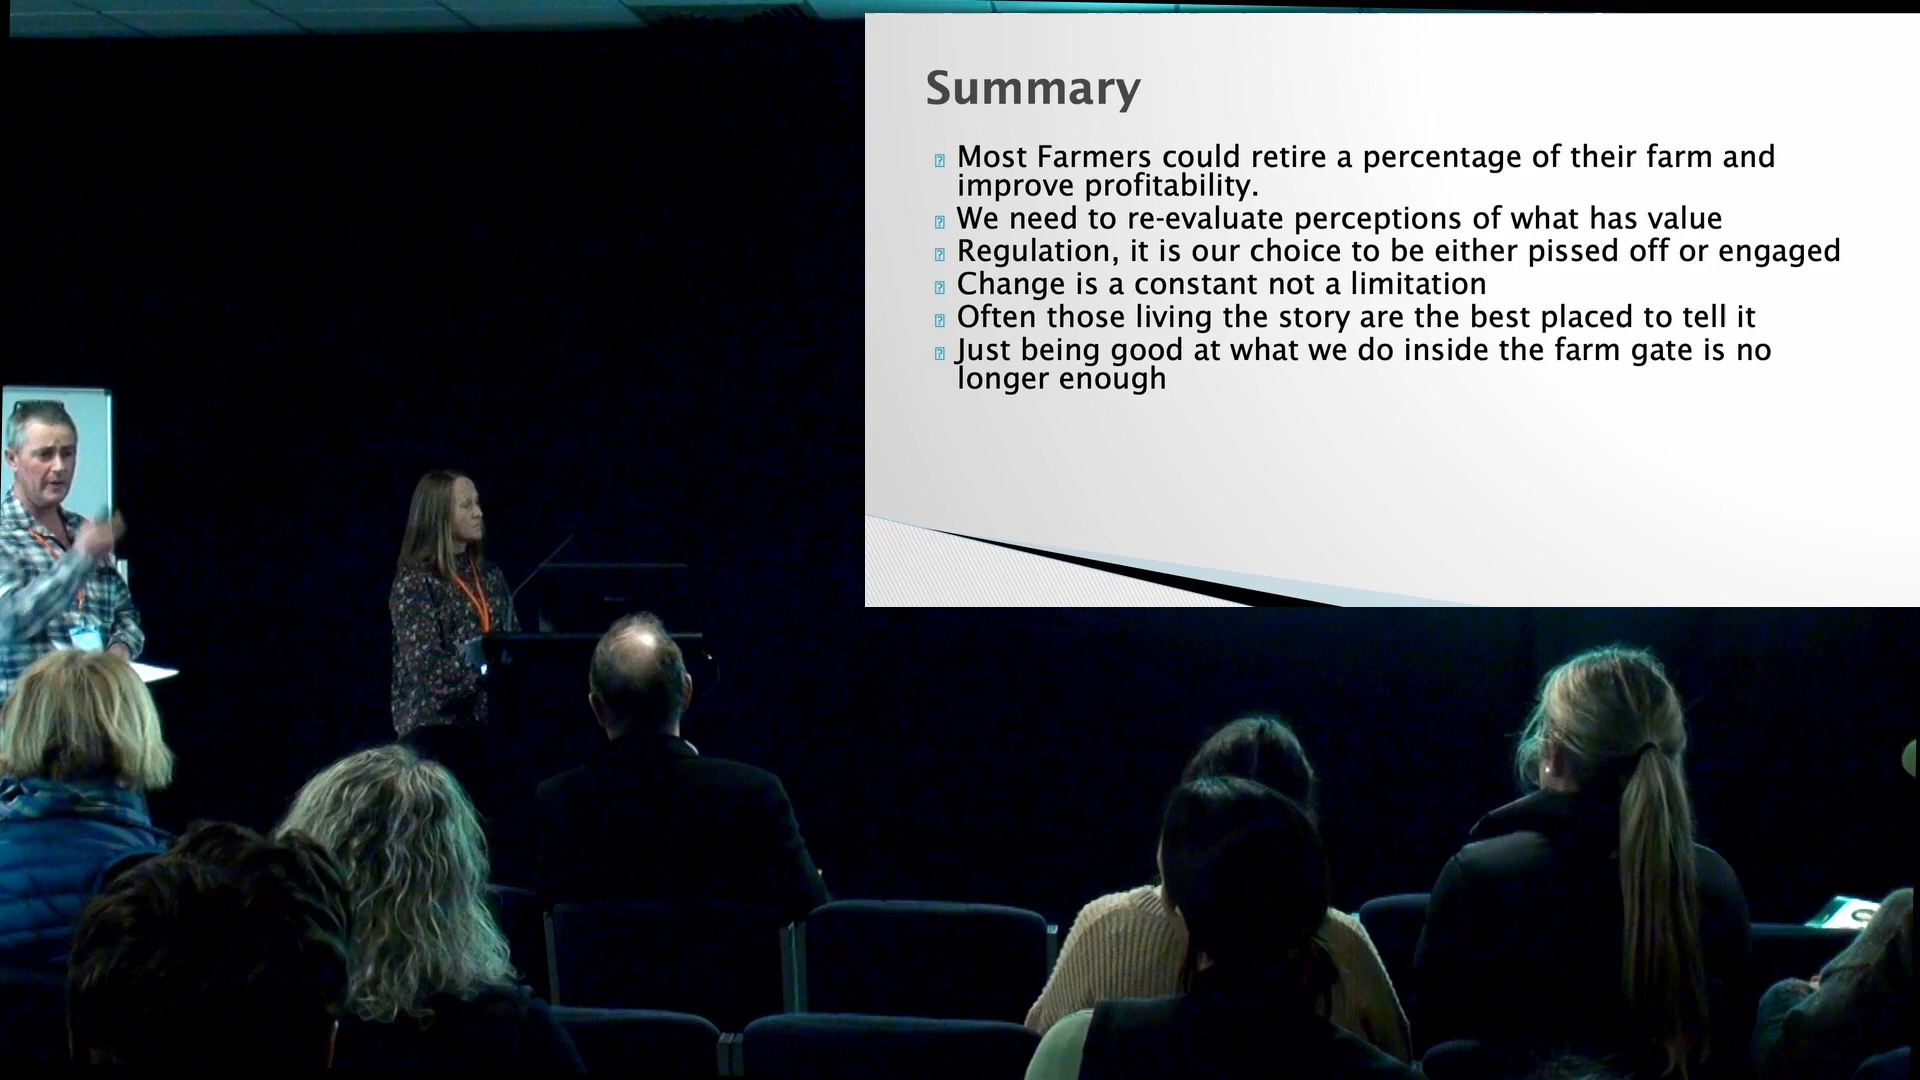 Summary
Most Farmers could retire a percentage of their farm and
improve profitability.
We need to re-evaluate perceptions of what has value
Regulation, it is our choice to be either pissed off or engaged
Change is a constant not a limitation
Often those living the story are the best placed to tell it
Just being good at what we do inside the farm gate is no
longer enough